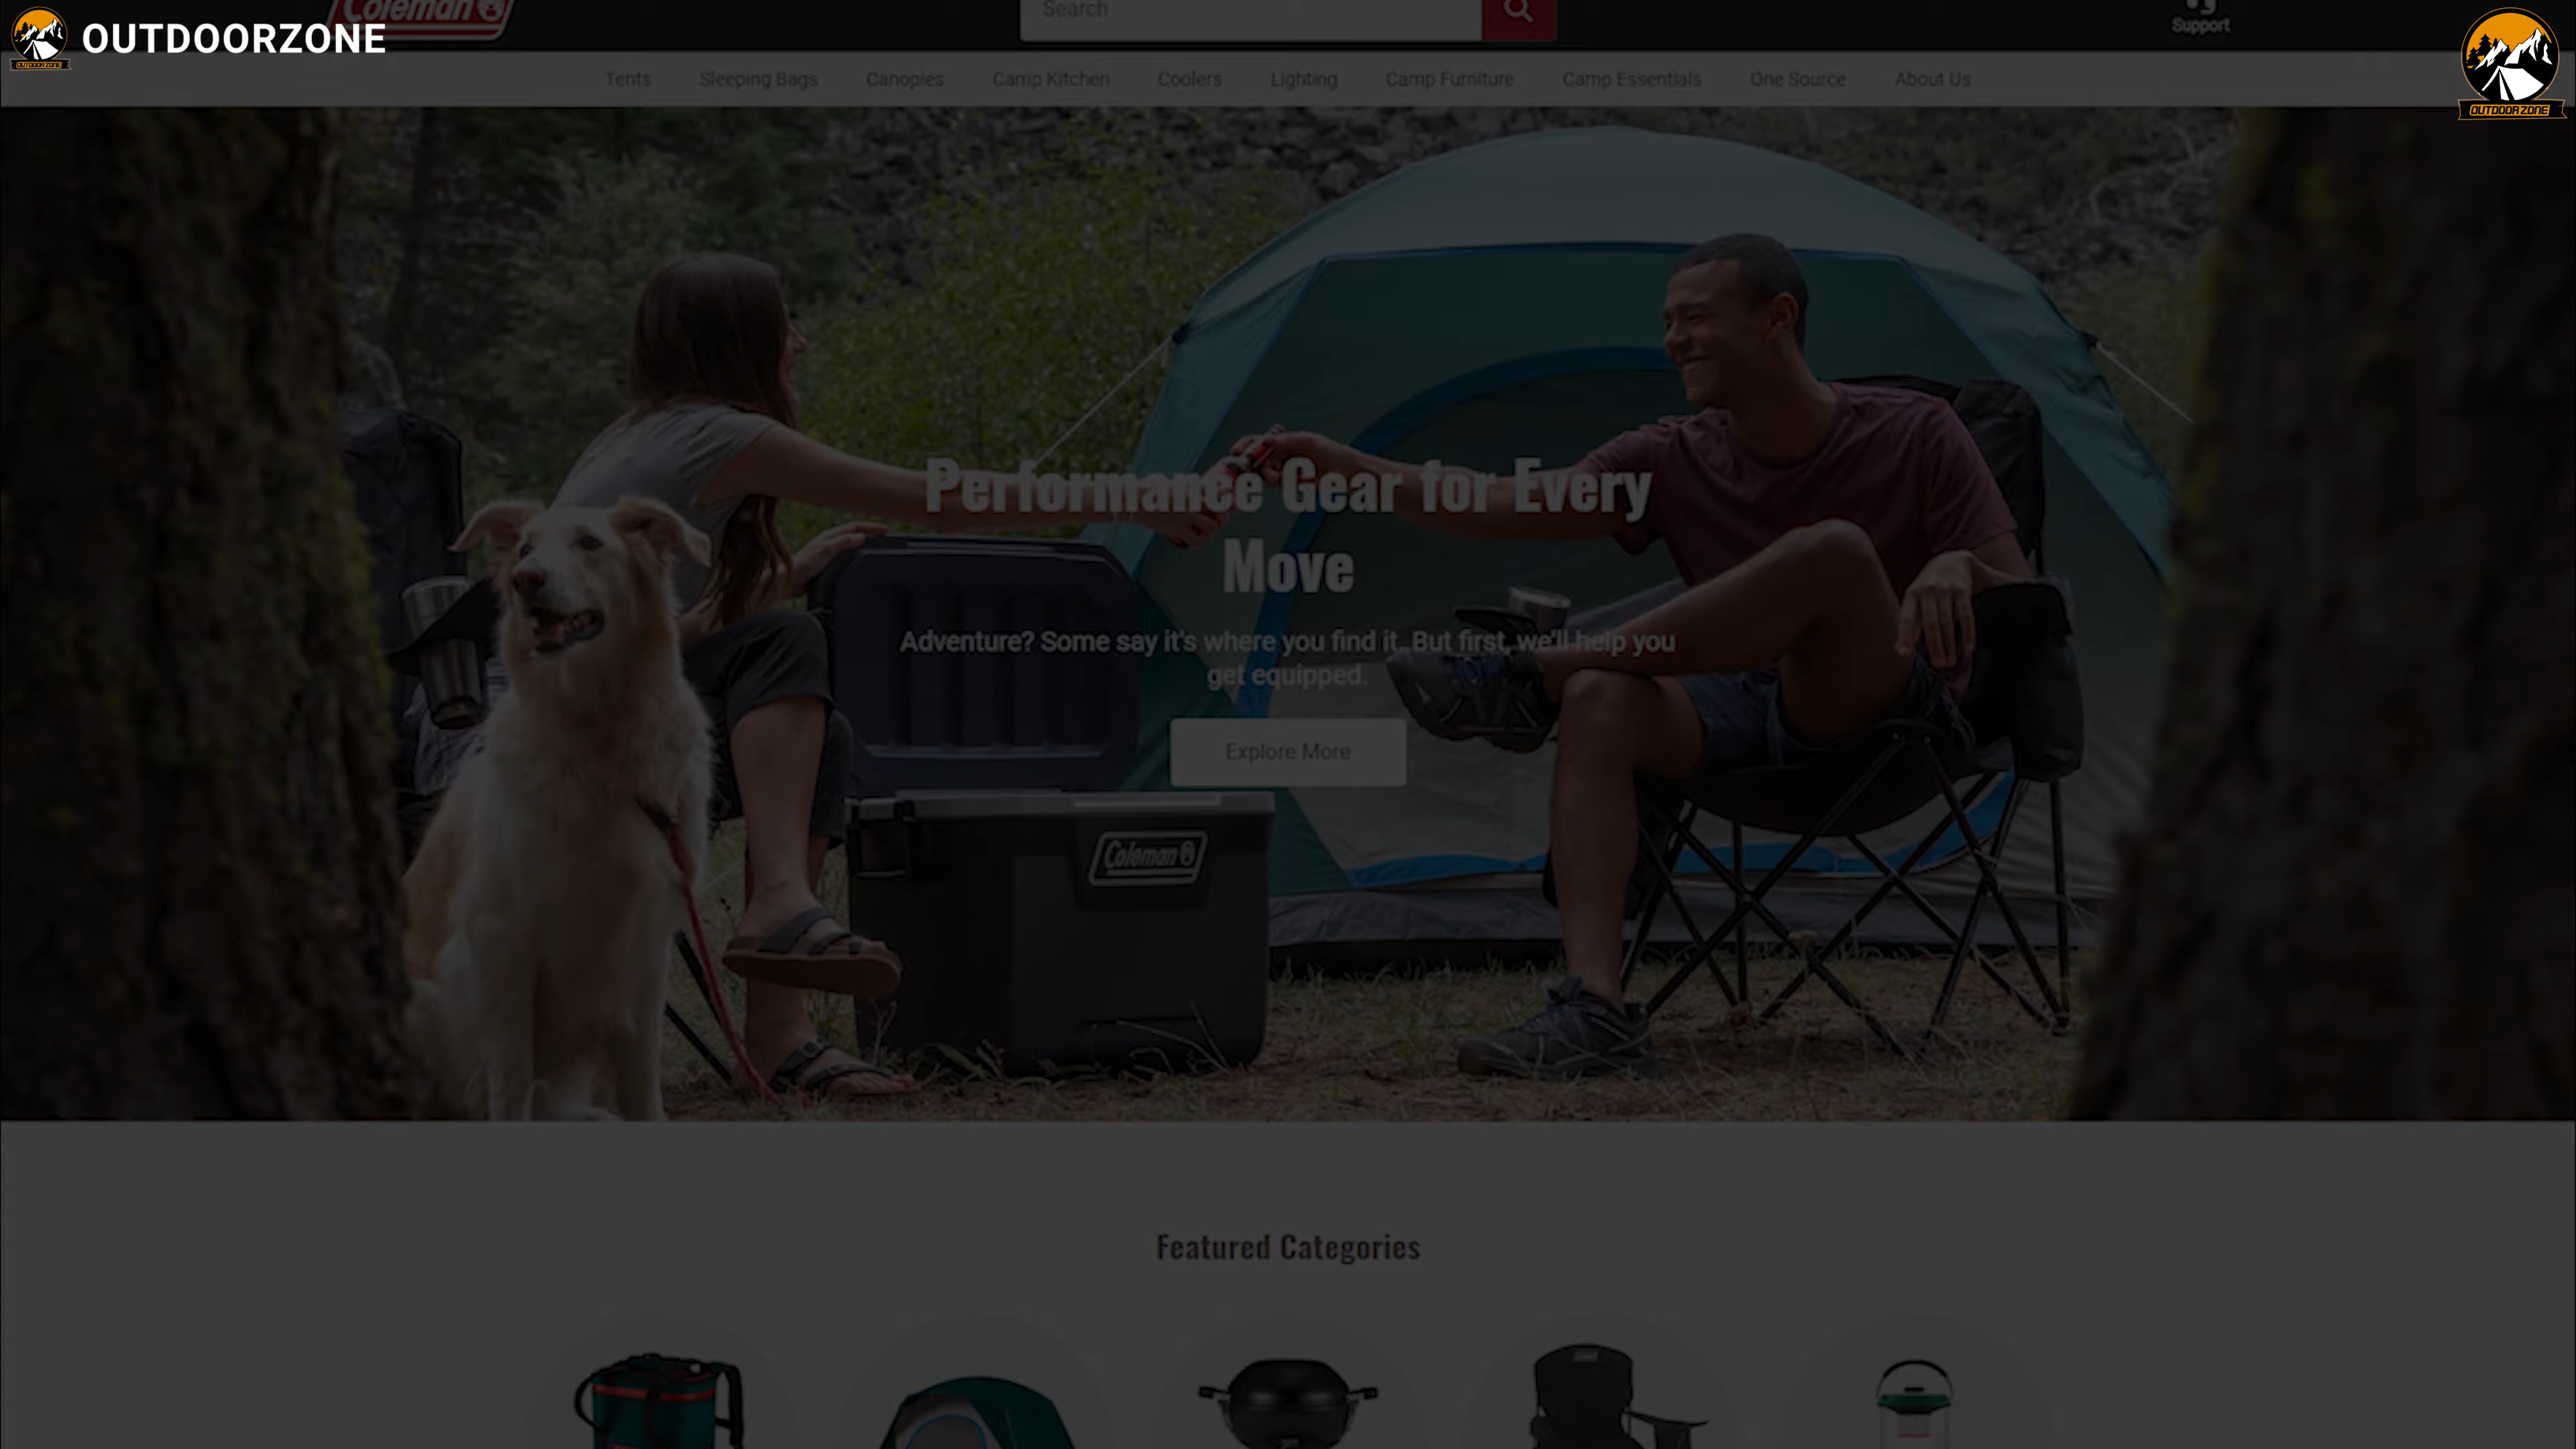 Coleman
Search
Support
OUTDOORZONE
OUTDOORZONE
OUTDOORZONE
Tents Sleeping Bags Canopies Camp Kitchen Coolers Lighting Camp Furniture Camp Essentials One Source About Us
Performance Gear for Every
Move
Adventure? Some say it's where you find it. But first, we'll help you
get equipped.
Explore More
Coleman
Featured Categories